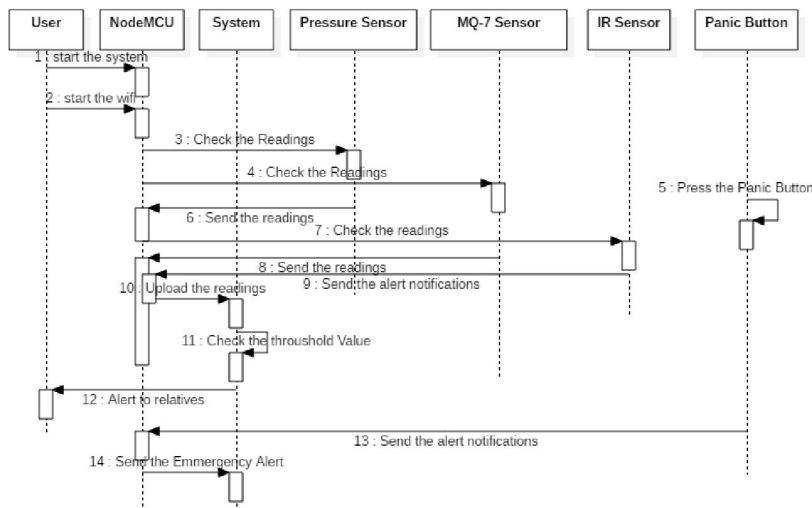 User NodeMCU System Pressure Sensor MQ-7 Sensor IR Sensor Panic Button
1 : start the system
2 : start the wifi
3 : Check the Readings
4 : Check the Readings
5 : Press the Panic Button
6 : Send the readings
7 : Check the readings
8 : Send the readings
9 : Send the alert notifications
10 : Upload the readings
11 : Check the throushold Value
12 : Alert to relatives
13 : Send the alert notifications
14 : Send the Emmergency Alert